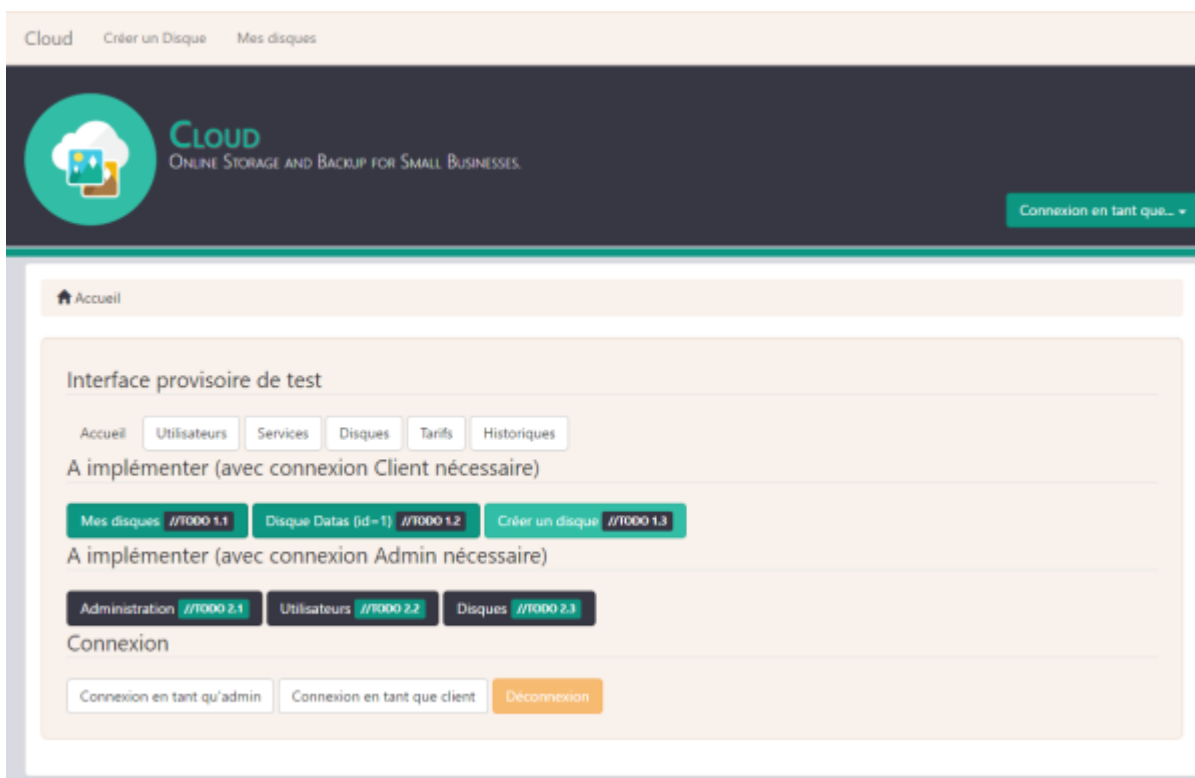 Cloud Créer un Disque Mes disques
Cloud
Online Storage and Backup for Small Businesses.
Connexion en tant que...
Accueil
Interface provisoire de test
Accueil Utilisateurs Services Disques Tarifs Historiques
A implémenter (avec connexion Client nécessaire)
Mes disques //TODO 1.1 Disque Datas (id=1) //TODO 1.2 Créer un disque //TODO 1.3
A implémenter (avec connexion Admin nécessaire)
Administration //TODO 2.1 Utilisateurs //TODO 2.2 Disques //TODO 2.3
Connexion
Connexion en tant qu'admin Connexion en tant que client Déconnexion